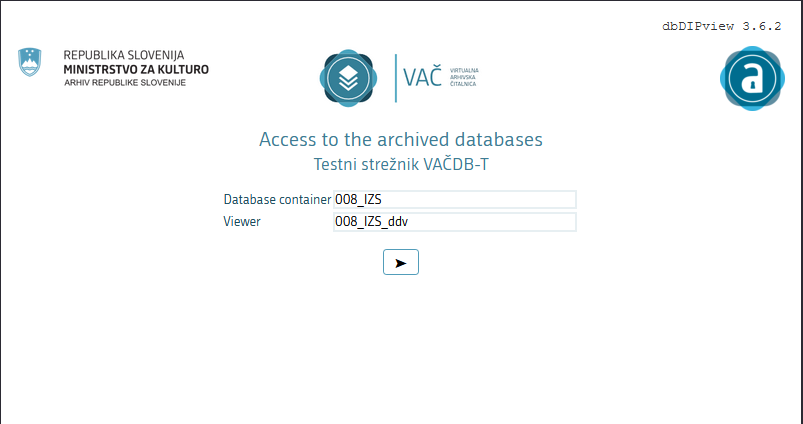 dbDIPview 3.6.2
REPUBLIKA SLOVENIJA
MINISTRSTVO ZA KULTURO
ARHIV REPUBLIKE SLOVENIJE
VAČ
VIRTUALNA
ARHIVSKA
ČITALNICA
a
Access to the archived databases
Testni strežnik VAČDB-T
Database container 008_IZS
Viewer 008_IZS_ddv